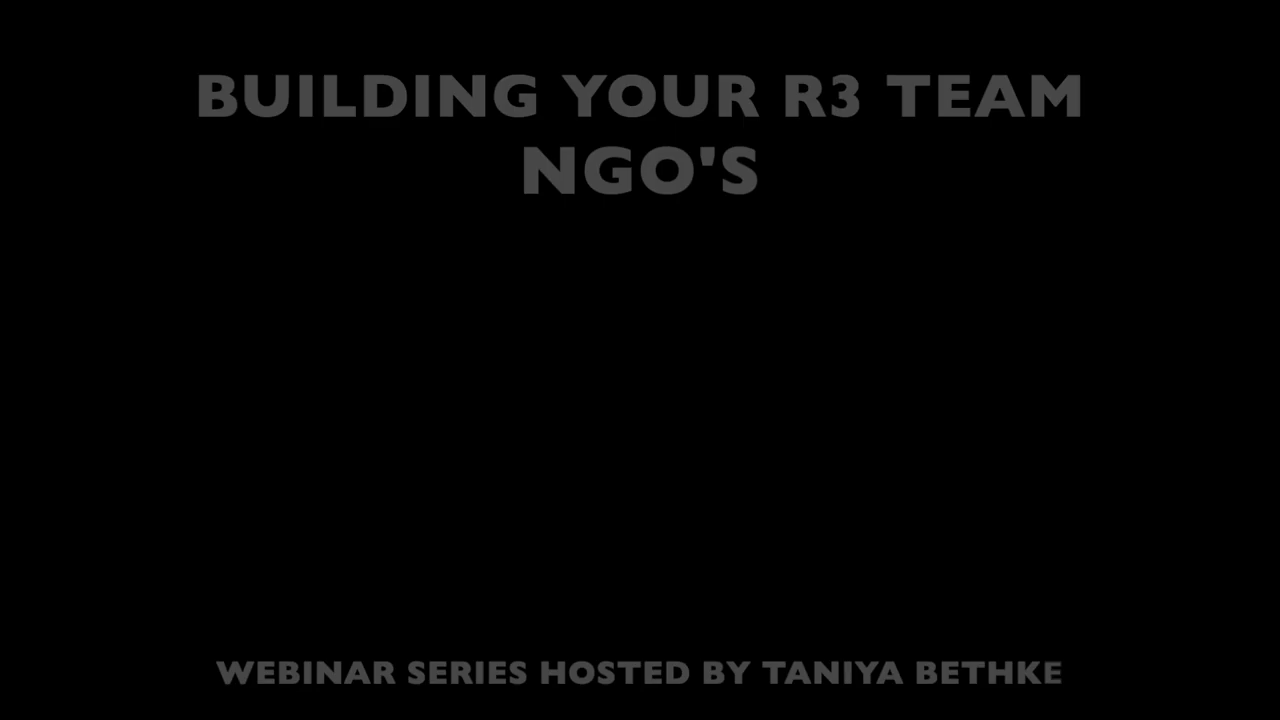 BUILDING YOUR R3 TEAM
NGO'S
WEBINAR SERIES HOSTED BY TANIYA BETHKE